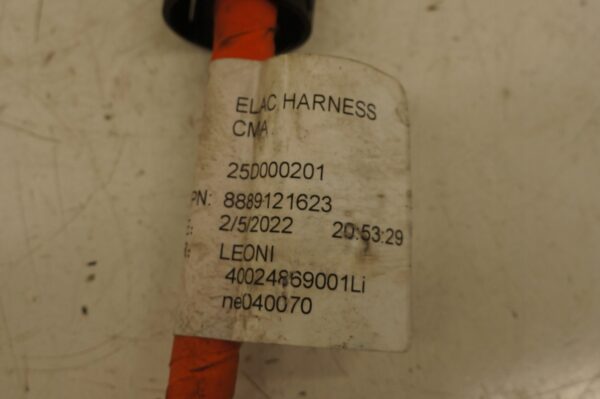 ELAC HARNESS
CMA
25D000201
PN: 8889121623
2/5/2022 20:53:29
LEONI
40024869001Li
ne040070